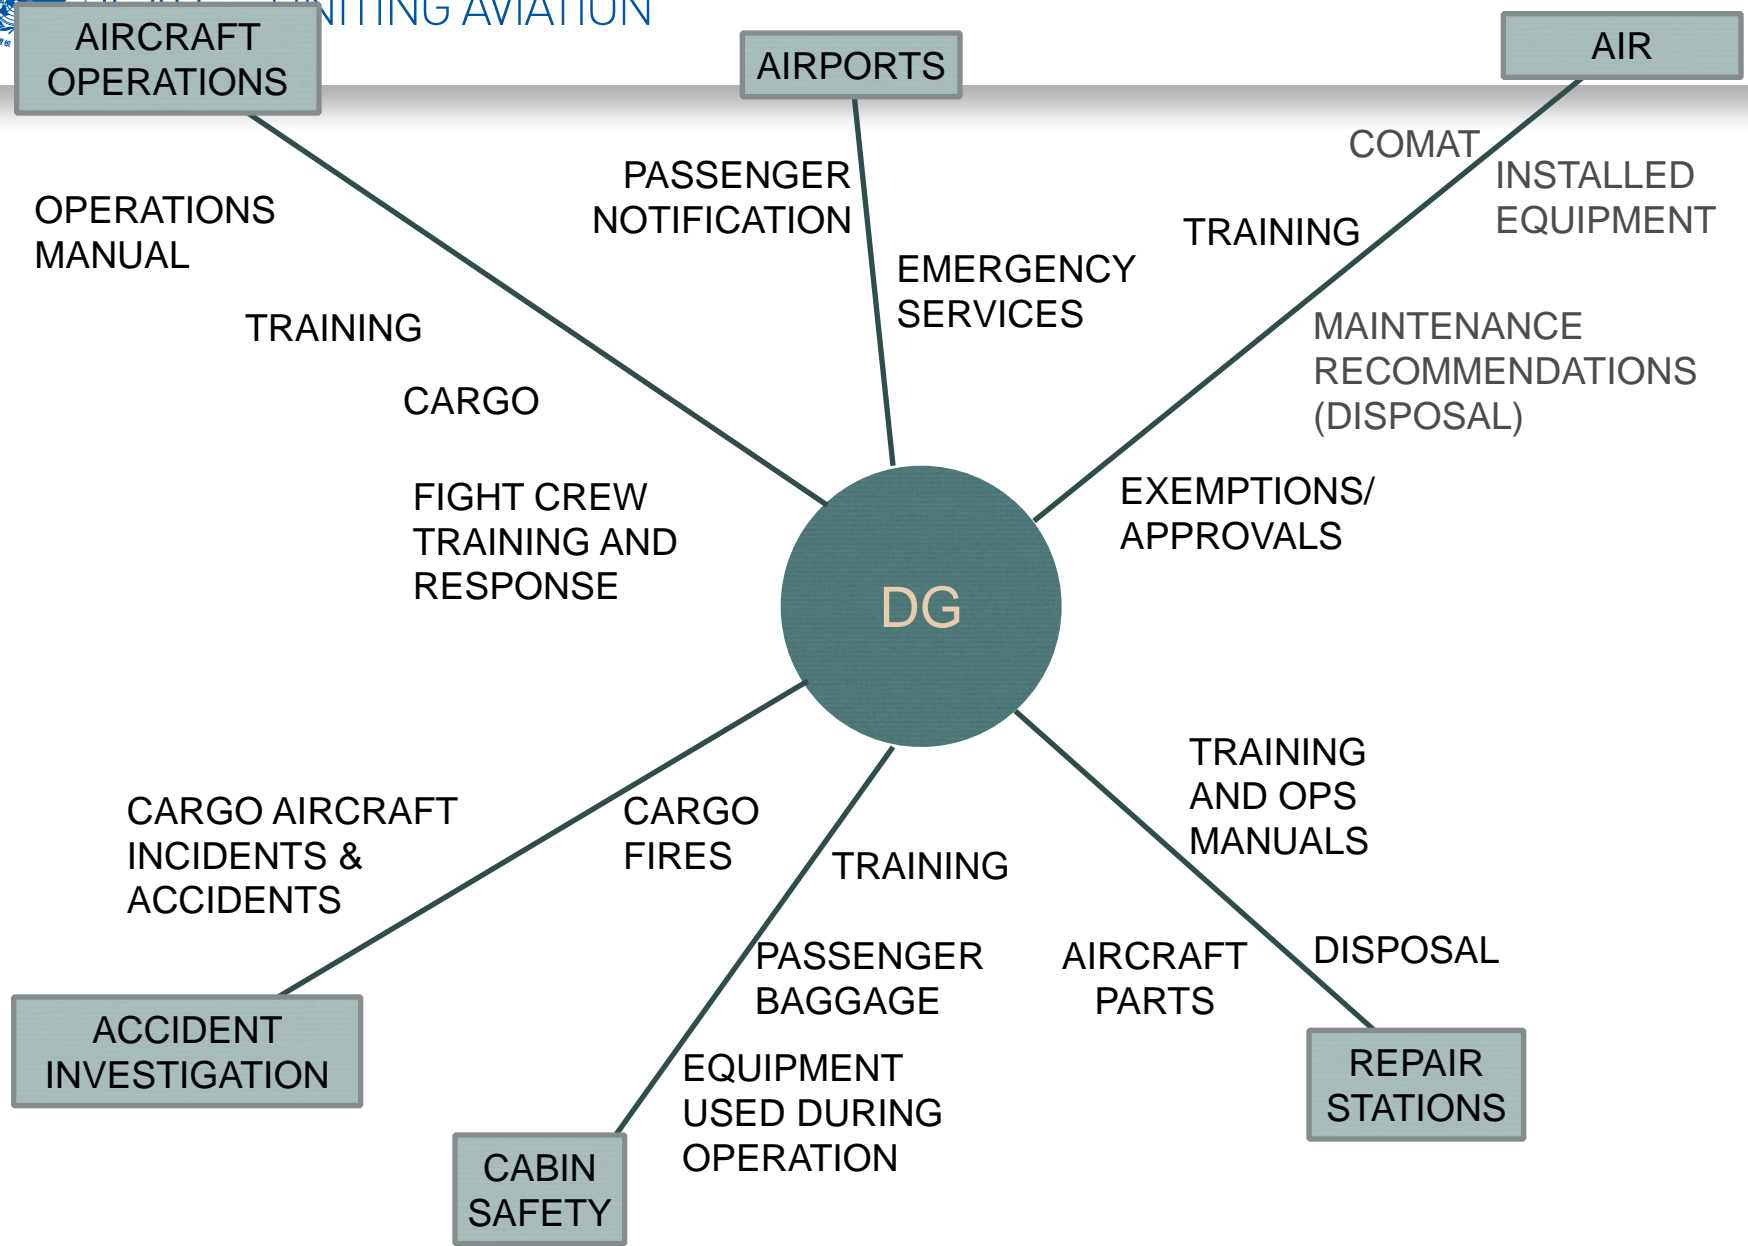 UNITING AVIATION
AIRCRAFT
OPERATIONS
AIRPORTS
AIR
OPERATIONS
MANUAL
TRAINING
CARGO
FIGHT CREW
TRAINING AND
RESPONSE
PASSENGER
NOTIFICATION
EMERGENCY
SERVICES
COMAT
INSTALLED
EQUIPMENT
TRAINING
MAINTENANCE
RECOMMENDATIONS
(DISPOSAL)
EXEMPTIONS/
APPROVALS
DG
CARGO AIRCRAFT
INCIDENTS &
ACCIDENTS
CARGO
FIRES
TRAINING
PASSENGER
BAGGAGE
EQUIPMENT
USED DURING
OPERATION
TRAINING
AND OPS
MANUALS
AIRCRAFT
PARTS
DISPOSAL
ACCIDENT
INVESTIGATION
CABIN
SAFETY
REPAIR
STATIONS